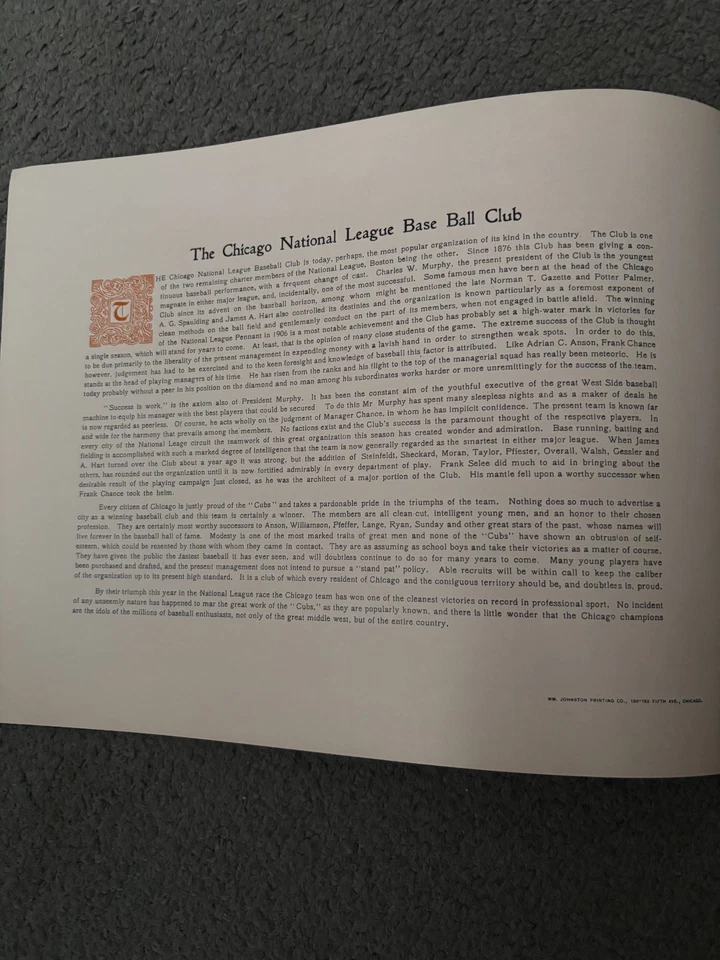 The Chicago National League Base Ball Club
THE Chicago National League Baseball Club is today, perhaps, the most popular organization of its kind in the country. The Club is one
of the two remaining charter members of the National League, Boston being the other. Since 1876 this Club has been giving a con-
tinuous baseball performance, with a frequent change of cast. Charles W. Murphy, the present president of the Club is the youngest
magnate in either major league, and, incidentally, one of the most successful. Some famous men have been at the head of the Chicago
Club since its advent on the baseball horizon, among whom might be mentioned the late Norman T. Gazette and Potter Palmer.
A. G. Spaulding and James A. Hart also controlled its destinies and the organization is known particularly as a foremost exponent of
clean methods on the ball field and gentlemanly conduct on the part of its members, when not engaged in battle afield. The winning
of the National League Pennant in 1906 is a most notable achievement and the Club has probably set a high-water mark in victories for
a single season, which will stand for years to come. At least, that is the opinion of many close students of the game. The extreme success of the Club is thought
to be due primarily to the liberality of the present management in expending money with a lavish hand in order to strengthen weak spots. In order to do this,
however, judgement has had to be exercised and to the keen foresight and knowledge of baseball this factor is attributed. Like Adrian C. Anson, Frank Chance
stands at the head of playing managers of his time. He has risen from the ranks and his flight to the top of the managerial squad has really been meteoric. He is
today probably without a peer in his position on the diamond and no man among his subordinates works harder or more unremittingly for the success of the team.
"Success is work," is the axiom also of President Murphy. It has been the constant aim of the youthful executive of the great West Side baseball
machine to equip his manager with the best players that could be secured To do this Mr Murphy has spent many sleepless nights and as a maker of deals he
is now regarded as peerless. Of course, he acts wholly on the judgment of Manager Chance, in whom he has implicit confidence. The present team is known far
and wide for the harmony that prevails among the members. No factions exist and the Club's success is the paramount thought of the respective players. In
every city of the National Leage circuit the teamwork of this great organization this season has created wonder and admiration. Base running, batting and
fielding is accomplished with such a marked degree of intelligence that the team is now generally regarded as the smartest in either major league. When James
A. Hart turned over the Club about a year ago it was strong, but the addition of Steinfeldt, Sheckard, Moran, Taylor, Pfiester, Overall, Walsh, Gessler and
others, has rounded out the organization until it is now fortified admirably in every department of play. Frank Selee did much to aid in bringing about the
desirable result of the playing campaign just closed, as he was the architect of a major portion of the Club. His mantle fell upon a worthy successor when
Frank Chance took the helm.
Every citizen of Chicago is justly proud of the "Cubs" and takes a pardonable pride in the triumphs of the team. Nothing does so much to advertise a
city as a winning baseball club and this team is certainly a winner. The members are all clean cut, intelligent young men, and an honor to their chosen
profession. They are certainly most worthy successors to Anson, Williamson, Pfeffer, Lange, Ryan, Sunday and other great stars of the past, whose names will
live forever in the baseball hall of fame. Modesty is one of the most marked traits of great men and none of the "Cubs" have shown an obtrusion of self-
esteem, which could be resented by those with whom they came in contact. They are as assuming as school boys and take their victories as a matter of course.
They have given the public the fastest baseball it has ever seen, and will doubtless continue to do so for many years to come. Many young players have
been purchased and drafted, and the present management does not intend to pursue a "stand pat" policy. Able recruits will be within call to keep the caliber
of the organization up to its present high standard. It is a club of which every resident of Chicago and the contiguous territory should be, and doubtless is, proud.
By their triumph this year in the National League race the Chicago team has won one of the cleanest victories on record in professional sport. No incident
of any unseemly nature has happened to mar the great work of the "Cubs," as they are popularly known, and there is little wonder that the Chicago champions
are the idols of the millions of baseball enthusiasts, not only of the great middle west, but of the entire country.
WM. JOHNSTON PRINTING CO., FIFTH AVE., CHICAGO.